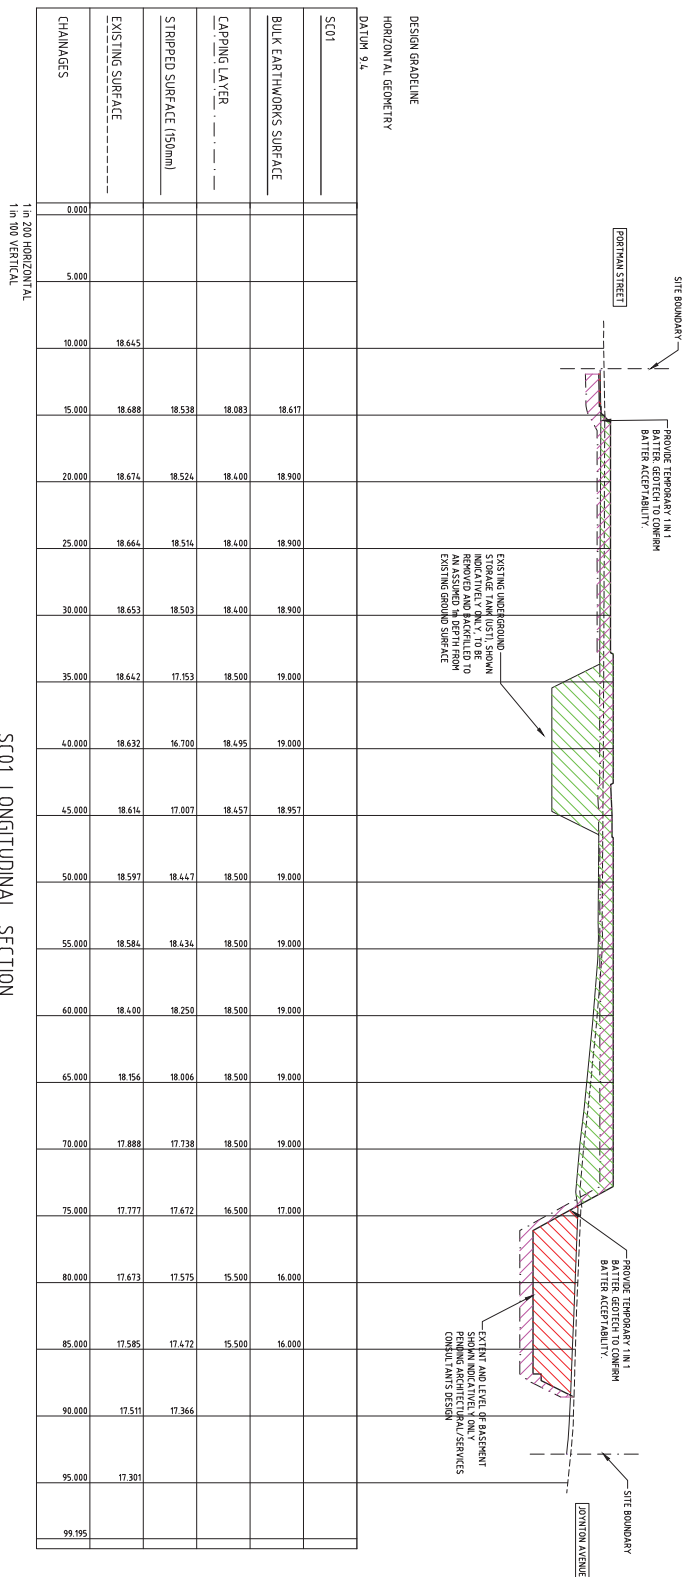 SITE BOUNDARY
PORTMAN STREET
PROVIDE TEMPORARY 1 IN 1
BATTER. GEOTECH TO CONFIRM
BATTER ACCEPTABILITY.
EXISTING UNDERGROUND
STORAGE TANK (UST), SHOWN
INDICATIVELY ONLY, TO BE
REMOVED AND BACKFILLED TO
AN ASSUMED 1m DEPTH FROM
EXISTING GROUND SURFACE
PROVIDE TEMPORARY 1 IN 1
BATTER. GEOTECH TO CONFIRM
BATTER ACCEPTABILITY.
EXTENT AND LEVEL OF BASEMENT
SHOWN INDICATIVELY ONLY
PENDING ARCHITECTURAL/SERVICES
CONSULTANTS DESIGN
SITE BOUNDARY
JOYNTON AVENUE
DESIGN GRADELINE
HORIZONTAL GEOMETRY
DATUM 9.4
SC01
BULK EARTHWORKS SURFACE 18.617 18.900 18.900 18.900 19.000 19.000 18.957 19.000 19.000 19.000 19.000 19.000 17.000 16.000 16.000
CAPPING LAYER 18.083 18.400 18.400 18.400 18.500 18.495 18.457 18.500 18.500 18.500 18.500 18.500 16.500 15.500 15.500
STRIPPED SURFACE (150mm) 18.538 18.524 18.514 18.503 17.153 16.700 17.007 18.447 18.434 18.250 18.006 17.738 17.672 17.575 17.472 17.366
EXISTING SURFACE 18.645 18.688 18.674 18.664 18.653 18.642 18.632 18.614 18.597 18.584 18.400 18.156 17.888 17.777 17.673 17.585 17.511 17.301
CHAINAGES 0.000 5.000 10.000 15.000 20.000 25.000 30.000 35.000 40.000 45.000 50.000 55.000 60.000 65.000 70.000 75.000 80.000 85.000 90.000 95.000 99.195
1 in 200 HORIZONTAL
1 in 100 VERTICAL
SC01 LONGITUDINAL SECTION